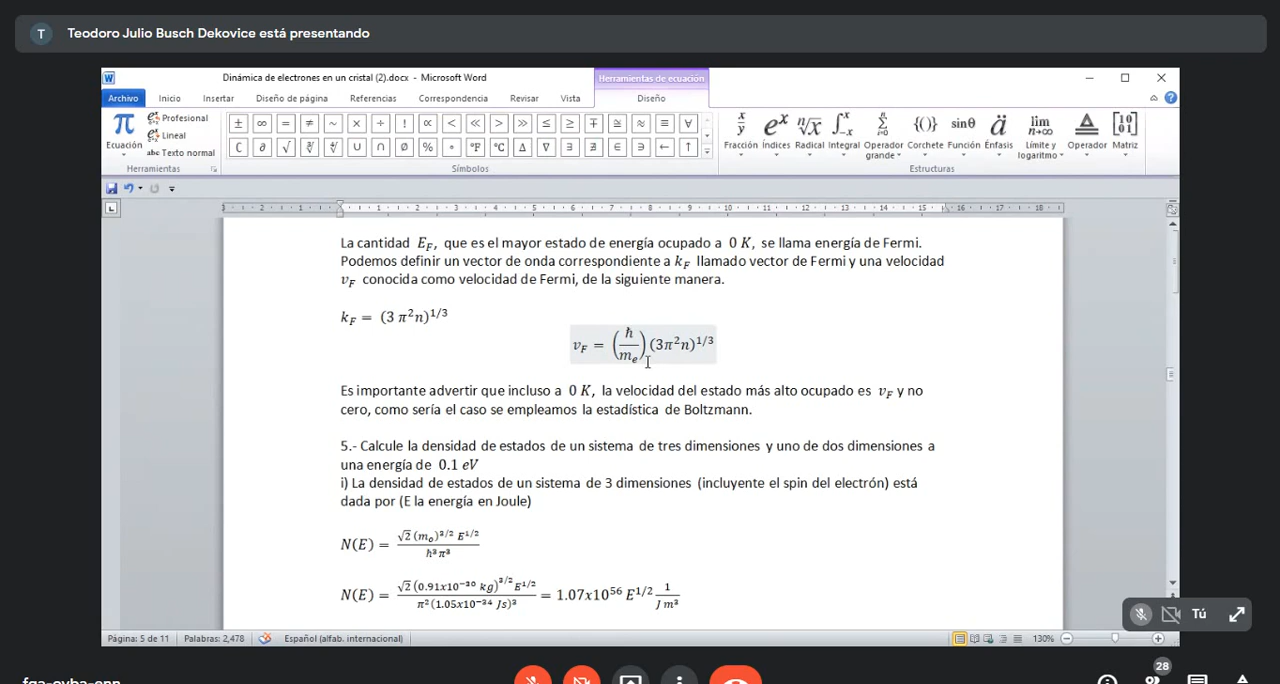 T Teodoro Julio Busch Dekovice está presentando
Dinámica de electrones en un cristal (2).docx - Microsoft Word
Herramientas de ecuación
Archivo Inicio Insertar Diseño de página Referencias Correspondencia Revisar Vista Diseño
π Ecuación
Profesional
Lineal
abc Texto normal
± ∞ = ≠ ~ × ÷ ! ∝ < ≪ > ≫ ≤ ≥ ∓ ≅ ≈ ≡ ∀
∁ ∂ √ ∛ ∜ ∪ ∩ ∅ % ° °F °C ∆ ∇ ∃ ∄ ∈ ∋ ← ↑
Fracción Índices Radical Integral Operador grande Corchete Función Énfasis Límite y logaritmo Operador Matriz
Herramientas Símbolos Estructuras
La cantidad E_F, que es el mayor estado de energía ocupado a 0 K, se llama energía de Fermi.
Podemos definir un vector de onda correspondiente a k_F llamado vector de Fermi y una velocidad
v_F conocida como velocidad de Fermi, de la siguiente manera.
k_F = (3 π²n)^{1/3}
v_F = (ℏ/m_e)(3π²n)^{1/3}
Es importante advertir que incluso a 0 K, la velocidad del estado más alto ocupado es v_F y no
cero, como sería el caso se empleamos la estadística de Boltzmann.
5.- Calcule la densidad de estados de un sistema de tres dimensiones y uno de dos dimensiones a
una energía de 0.1 eV
i) La densidad de estados de un sistema de 3 dimensiones (incluyente el spin del electrón) está
dada por (E la energía en Joule)
N(E) = √2 (m_o)^{3/2} E^{1/2} / ℏ³π³
N(E) = √2 (0.91x10^{-30} kg)^{3/2} E^{1/2} / π² (1.05x10^{-34} Js)³ = 1.07x10^{56} E^{1/2} 1/(J m³)
Tú
Página: 5 de 11 Palabras: 2,478 Español (alfab. internacional) 130%
28